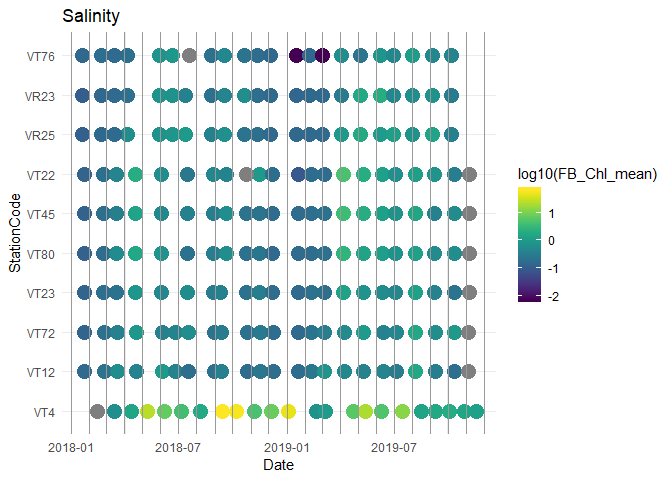 Salinity
StationCode
VT76
VR23
VR25
VT22
VT45
VT80
VT23
VT72
VT12
VT4
2018-01 2018-07 2019-01 2019-07
Date
log10(FB_Chl_mean)
1
0
-1
-2